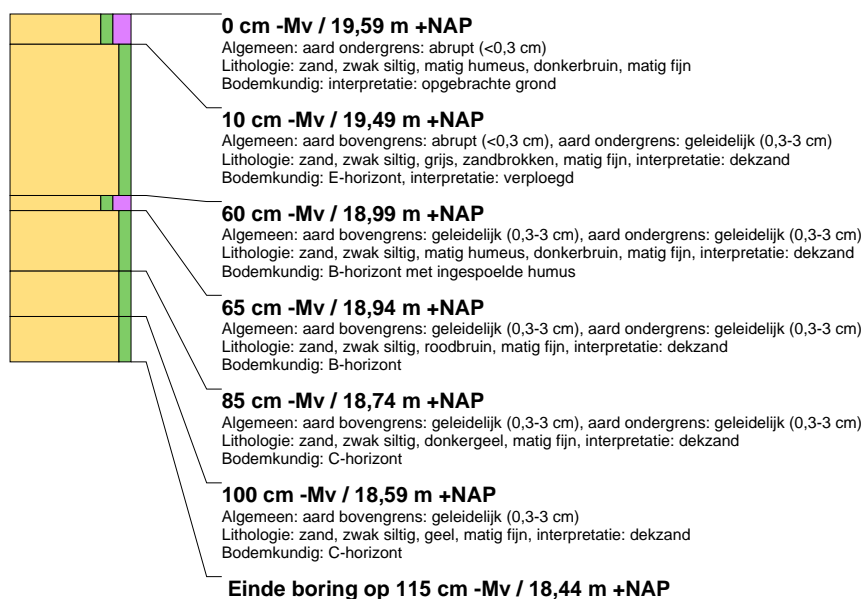 0 cm -Mv / 19,59 m +NAP
Algemeen: aard ondergrens: abrupt (<0,3 cm)
Lithologie: zand, zwak siltig, matig humeus, donkerbruin, matig fijn
Bodemkundig: interpretatie: opgebrachte grond
10 cm -Mv / 19,49 m +NAP
Algemeen: aard bovengrens: abrupt (<0,3 cm), aard ondergrens: geleidelijk (0,3-3 cm)
Lithologie: zand, zwak siltig, grijs, zandbrokken, matig fijn, interpretatie: dekzand
Bodemkundig: E-horizont, interpretatie: verploegd
60 cm -Mv / 18,99 m +NAP
Algemeen: aard bovengrens: geleidelijk (0,3-3 cm), aard ondergrens: geleidelijk (0,3-3 cm)
Lithologie: zand, zwak siltig, matig humeus, donkerbruin, matig fijn, interpretatie: dekzand
Bodemkundig: B-horizont met ingespoelde humus
65 cm -Mv / 18,94 m +NAP
Algemeen: aard bovengrens: geleidelijk (0,3-3 cm), aard ondergrens: geleidelijk (0,3-3 cm)
Lithologie: zand, zwak siltig, roodbruin, matig fijn, interpretatie: dekzand
Bodemkundig: B-horizont
85 cm -Mv / 18,74 m +NAP
Algemeen: aard bovengrens: geleidelijk (0,3-3 cm), aard ondergrens: geleidelijk (0,3-3 cm)
Lithologie: zand, zwak siltig, donkergeel, matig fijn, interpretatie: dekzand
Bodemkundig: C-horizont
100 cm -Mv / 18,59 m +NAP
Algemeen: aard bovengrens: geleidelijk (0,3-3 cm)
Lithologie: zand, zwak siltig, geel, matig fijn, interpretatie: dekzand
Bodemkundig: C-horizont
Einde boring op 115 cm -Mv / 18,44 m +NAP